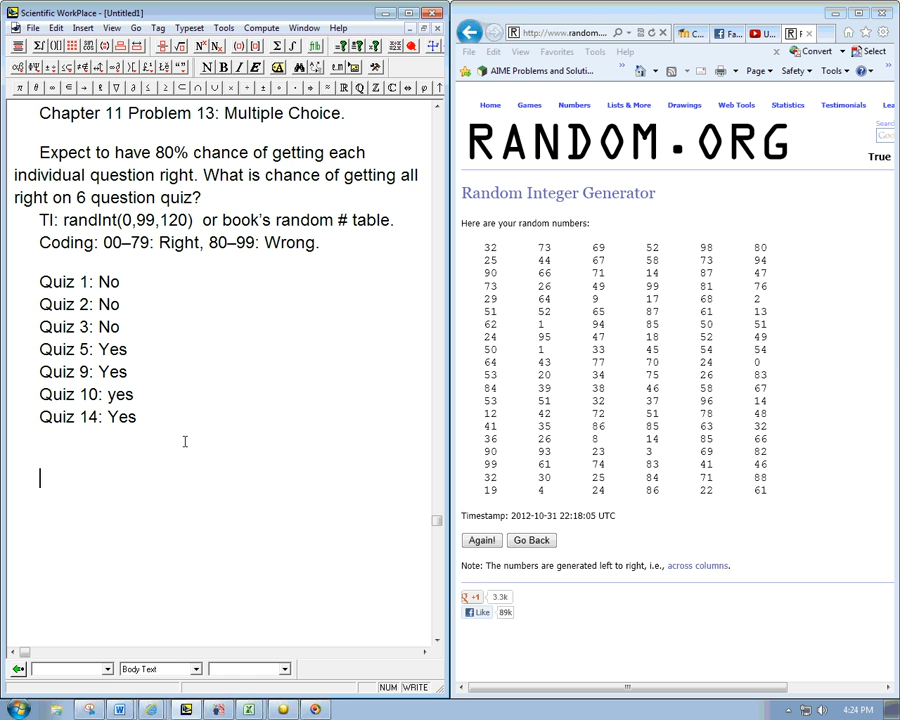 Scientific WorkPlace - [Untitled1]
File Edit View Insert Go Tag Typeset Tools Compute Window Help
Chapter 11 Problem 13: Multiple Choice.
Expect to have 80% chance of getting each
individual question right. What is chance of getting all
right on 6 question quiz?
TI: randInt(0,99,120) or book's random # table.
Coding: 00–79: Right, 80–99: Wrong.
Quiz 1: No
Quiz 2: No
Quiz 3: No
Quiz 5: Yes
Quiz 9: Yes
Quiz 10: yes
Quiz 14: Yes
Body Text
NUM WRITE
http://www.random. C... Fa... Y
File Edit View Favorites Tools Help
Convert Select
AIME Problems and Soluti... Page Safety Tools
Home Games Numbers Lists & More Drawings Web Tools Statistics Testimonials Lea
Searc
RANDOM.ORG
True
Random Integer Generator
Here are your random numbers:
32 73 69 52 98 80
25 44 67 58 73 94
90 66 71 14 87 47
73 26 49 99 81 76
29 64 9 17 68 2
51 52 65 87 61 13
62 1 94 85 50 51
24 95 47 18 52 49
50 1 33 45 54 54
64 43 77 70 24 0
53 20 34 75 26 83
84 39 38 46 58 67
53 51 32 37 96 14
12 42 72 51 78 48
41 35 86 85 63 32
36 26 8 14 85 66
90 93 23 3 69 82
99 61 74 83 41 46
32 30 25 84 71 88
19 4 24 86 22 61
Timestamp: 2012-10-31 22:18:05 UTC
Again! Go Back
Note: The numbers are generated left to right, i.e., across columns.
+1 3.3k
Like 89k
4:24 PM